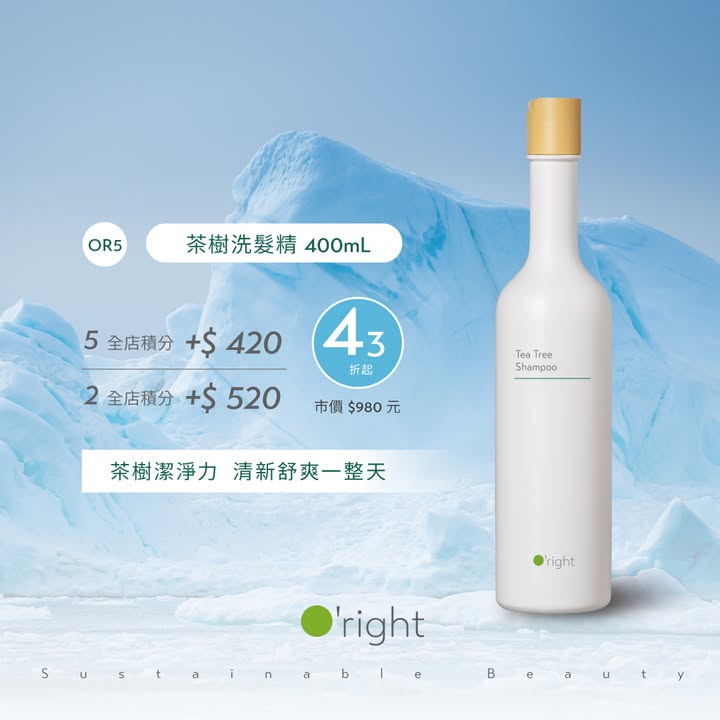 OR5 茶樹洗髮精 400mL
5 全店積分 +$ 420
2 全店積分 +$ 520
43
折起
市價 $980 元
茶樹潔淨力 清新舒爽一整天
Tea Tree
Shampoo
O'right
O'right
Sustainable Beauty